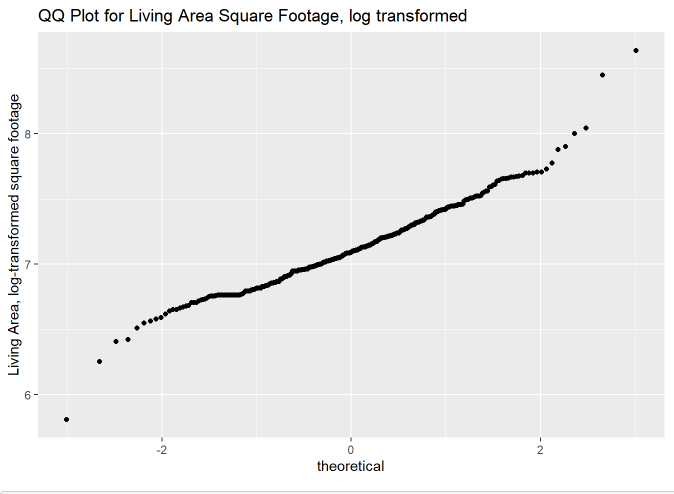 QQ Plot for Living Area Square Footage, log transformed
Living Area, log-transformed square footage
8
7
6
-2
0
2
theoretical